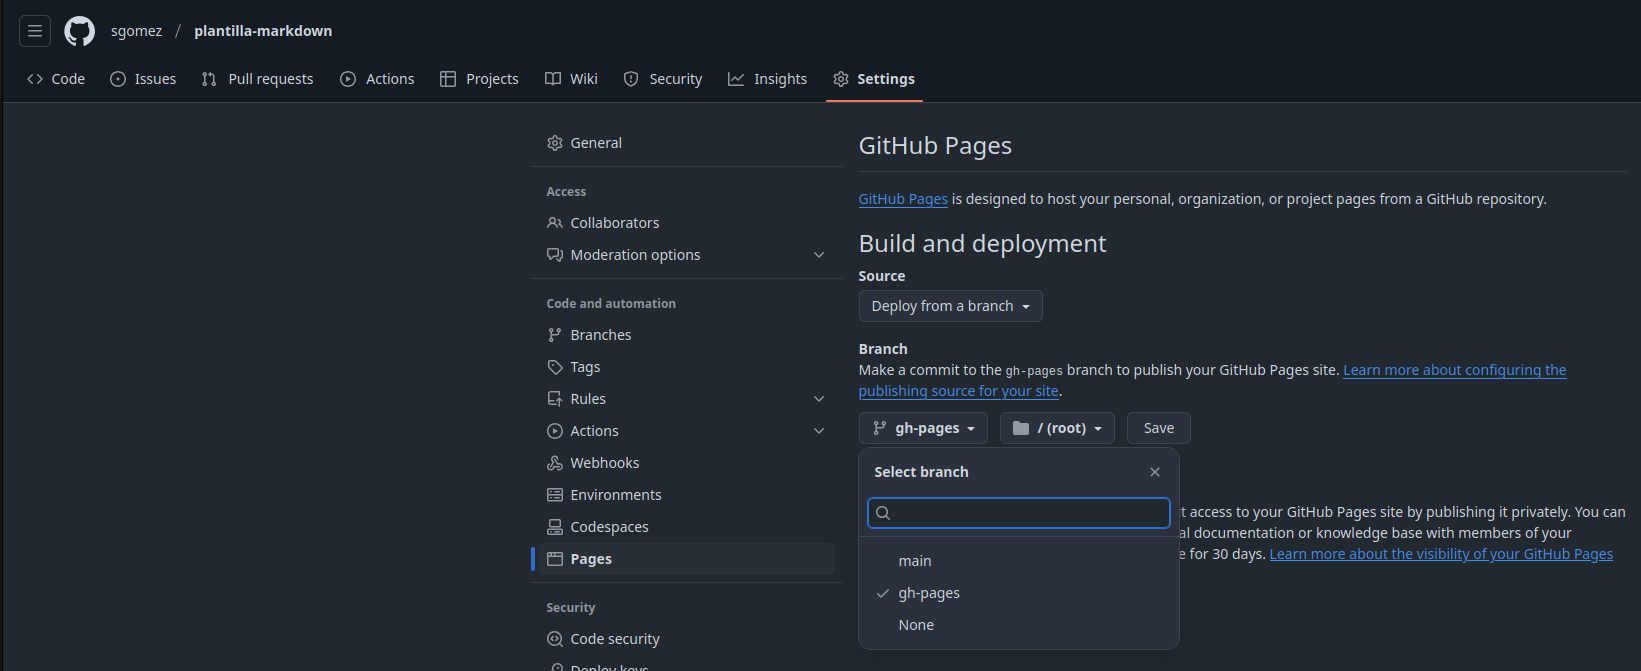 sgomez / plantilla-markdown
Code Issues Pull requests Actions Projects Wiki Security Insights Settings
General
Access
Collaborators
Moderation options
Code and automation
Branches
Tags
Rules
Actions
Webhooks
Environments
Codespaces
Pages
Security
Code security
Deploy keys
GitHub Pages
GitHub Pages is designed to host your personal, organization, or project pages from a GitHub repository.
Build and deployment
Source
Deploy from a branch
Branch
Make a commit to the gh-pages branch to publish your GitHub Pages site. Learn more about configuring the
publishing source for your site.
gh-pages / (root) Save
Select branch
main
gh-pages
None
access to your GitHub Pages site by publishing it privately. You can
documentation or knowledge base with members of your
for 30 days. Learn more about the visibility of your GitHub Pages